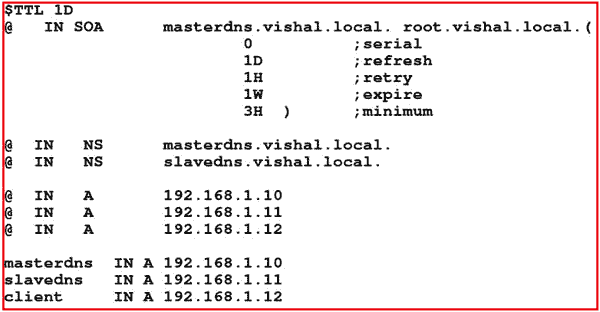 $TTL 1D
@ IN SOA masterdns.vishal.local. root.vishal.local.(
0 ;serial
1D ;refresh
1H ;retry
1W ;expire
3H ) ;minimum
@ IN NS masterdns.vishal.local.
@ IN NS slavedns.vishal.local.
@ IN A 192.168.1.10
@ IN A 192.168.1.11
@ IN A 192.168.1.12
masterdns IN A 192.168.1.10
slavedns IN A 192.168.1.11
client IN A 192.168.1.12